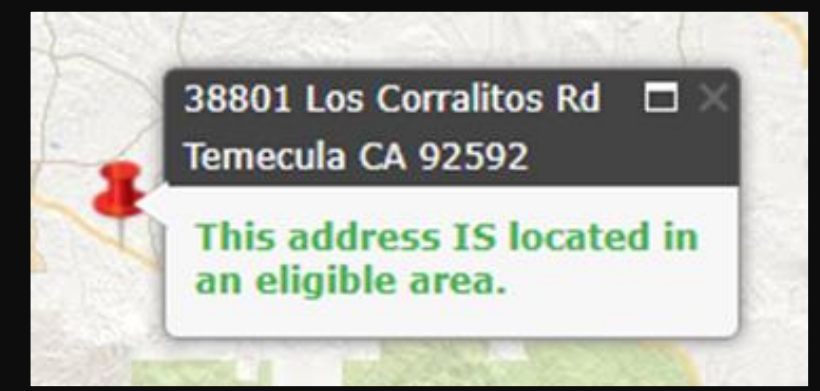 38801 Los Corralitos Rd
Temecula CA 92592
This address IS located in
an eligible area.